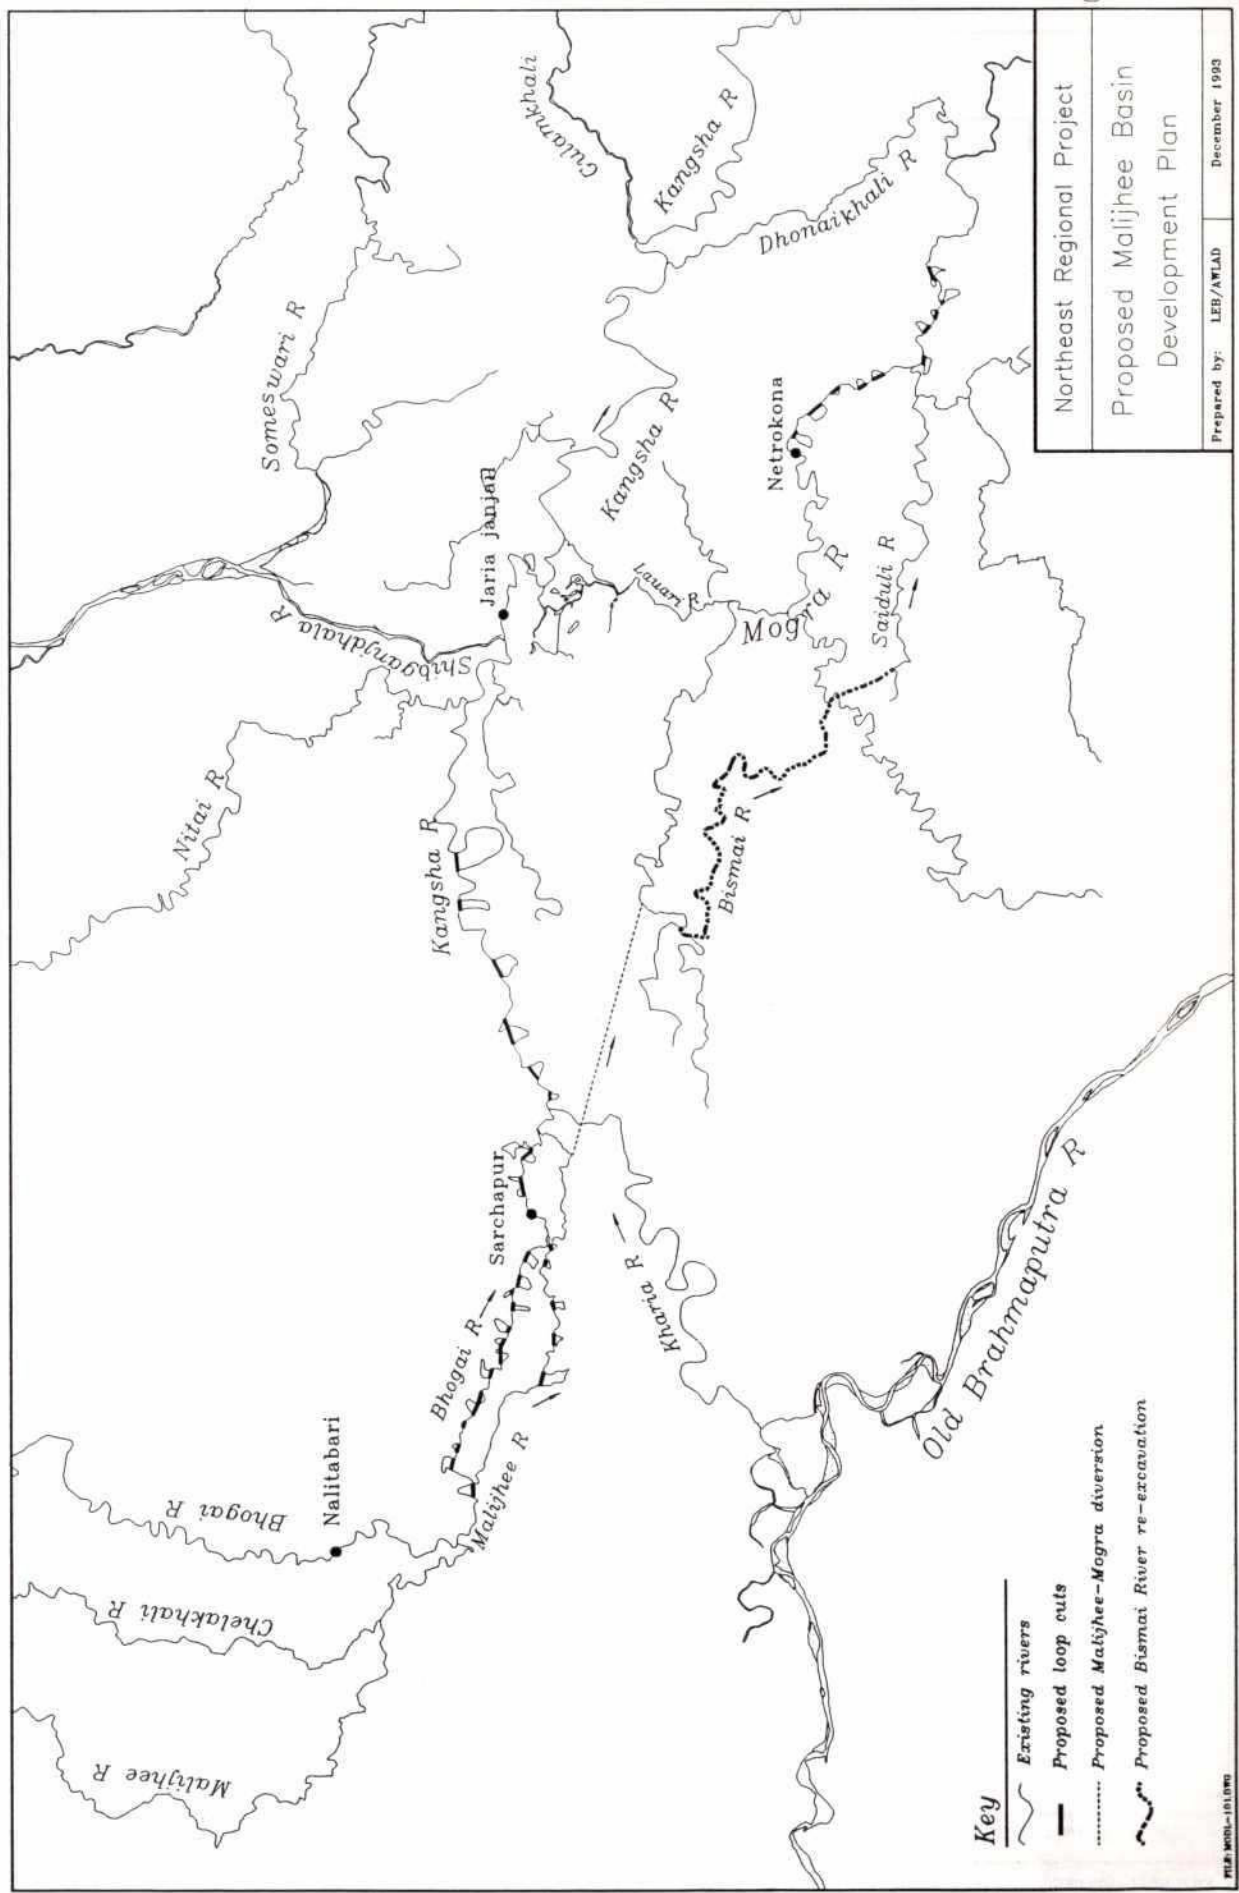 Malijhee R
Chelakhali R
Bhogai R
Nalitabari
Malijhee R
Bhogai R
Sarchapur
Kharia R
Old Brahmaputra R
Nitai R
Kangsha R
Bismai R
Shibganjdhala R
Jaria janjail
Someswari R
Kangsha R
Mogra R
Saiduli R
Netrokona
Gulamkhali
Kangsha R
Dhonaikhali R
Key
Existing rivers
Proposed loop cuts
Proposed Malijhee-Mogra diversion
Proposed Bismai River re-excavation
Northeast Regional Project
Proposed Malijhee Basin
Development Plan
Prepared by: LEB/AWLAD
December 1993